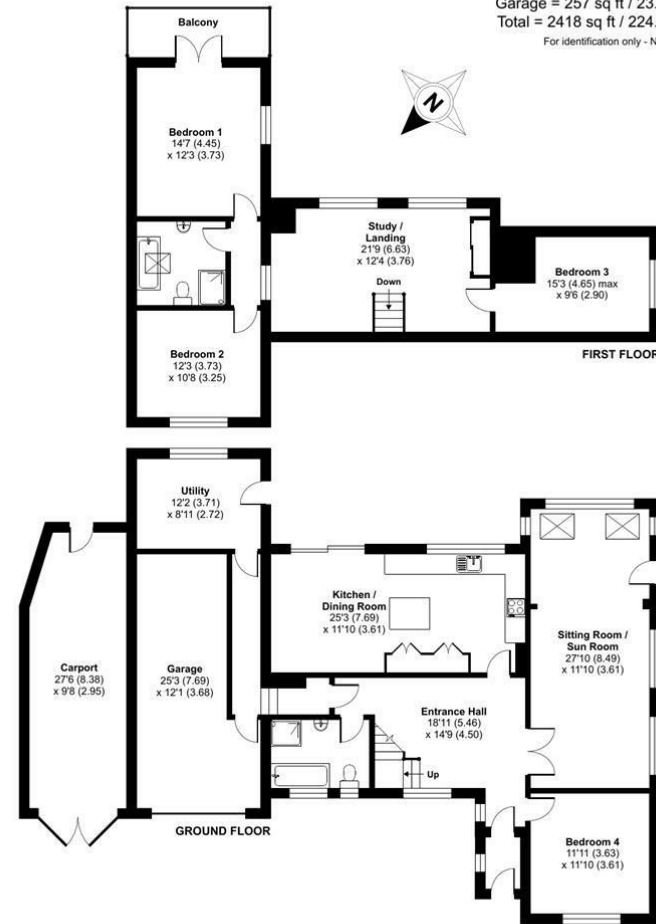 Garage = 257 sq ft / 23.
Total = 2418 sq ft / 224.
For identification only - N
Balcony
N
Bedroom 1
14'7 (4.45)
x 12'3 (3.73)
Study /
Landing
21'9 (6.63)
x 12'4 (3.76)
Down
Bedroom 3
15'3 (4.65) max
x 9'6 (2.90)
Bedroom 2
12'3 (3.73)
x 10'8 (3.25)
FIRST FLOOR
Utility
12'2 (3.71)
x 8'11 (2.72)
Kitchen /
Dining Room
25'3 (7.69)
x 11'10 (3.61)
Sitting Room /
Sun Room
27'10 (8.49)
x 11'10 (3.61)
Carport
27'6 (8.38)
x 9'8 (2.95)
Garage
25'3 (7.69)
x 12'1 (3.68)
Entrance Hall
18'11 (5.46)
x 14'9 (4.50)
Up
GROUND FLOOR
Bedroom 4
11'11 (3.63)
x 11'10 (3.61)